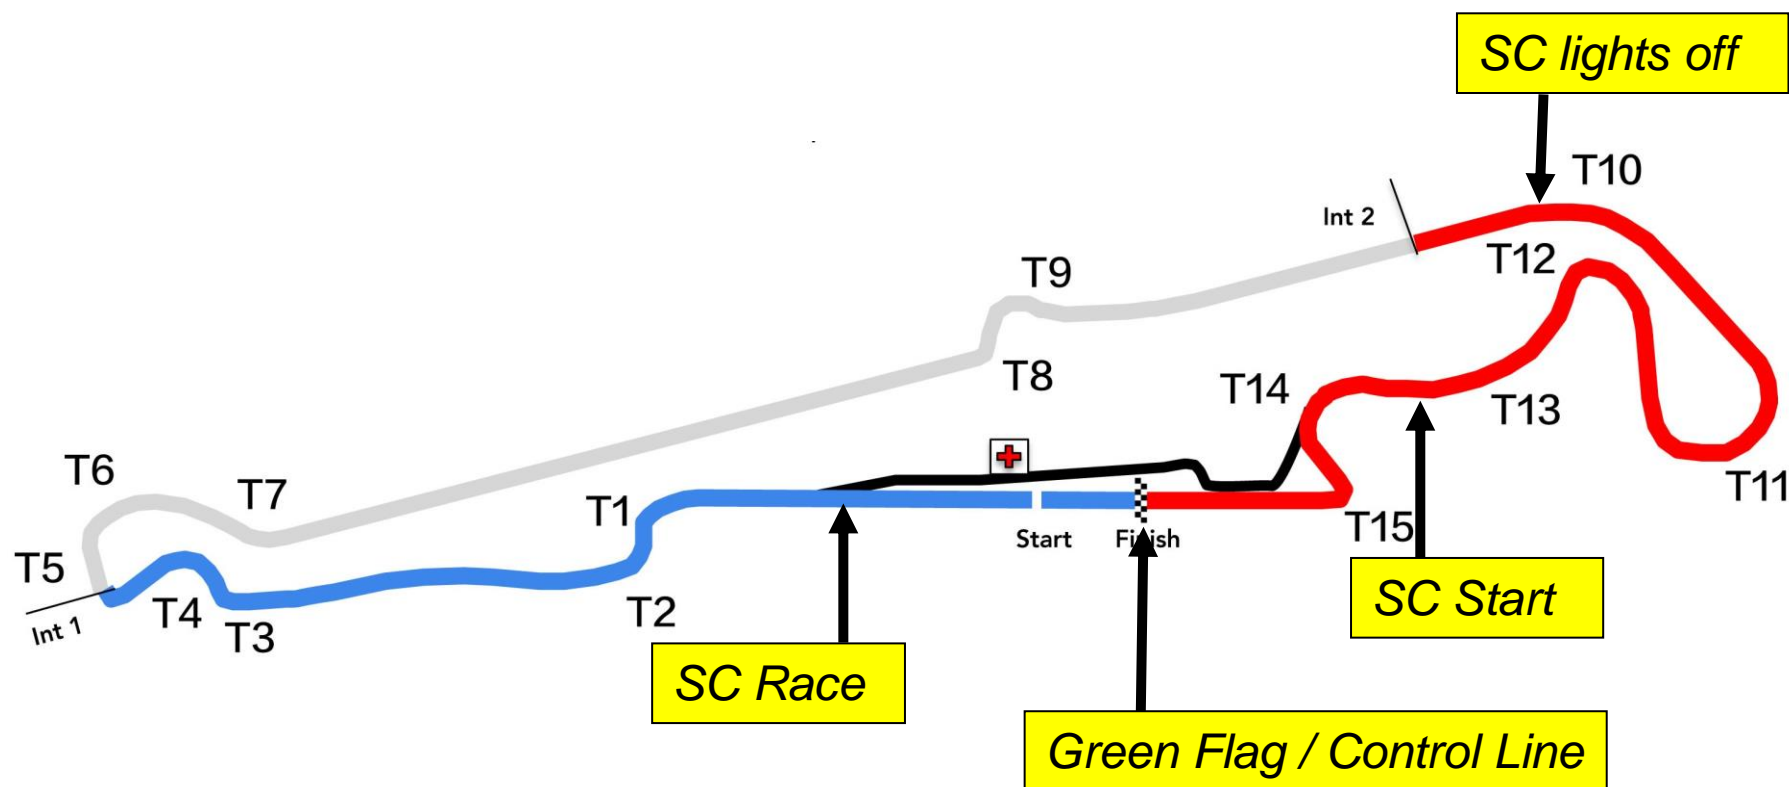 SC lights off
T10
Int 2
T12
T9
T8
T14
T13
T6
T7
T11
T1
T15
Start
Finish
T5
SC Start
T4
T2
Int 1
T3
SC Race
Green Flag / Control Line